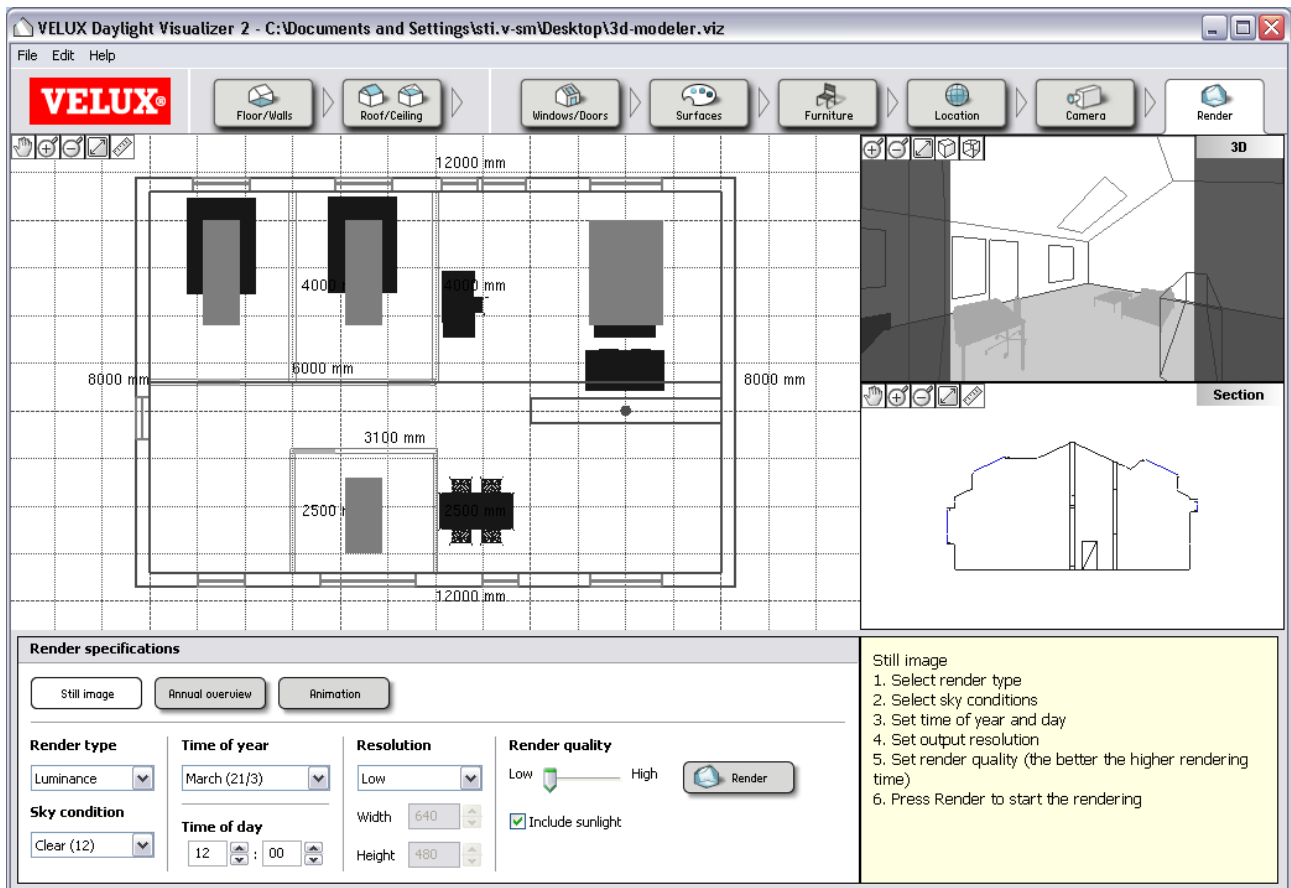 VELUX Daylight Visualizer 2 - C:\Documents and Settings\sti.v-sm\Desktop\3d-modeler.viz
File Edit Help
VELUX®
Floor/Walls
Roof/Ceiling
Windows/Doors
Surfaces
Furniture
Location
Camera
Render
12000 mm
3D
4000
4000 mm
6000 mm
8000 mm
8000 mm
Section
3100 mm
2500
2500 mm
12000 mm
Render specifications
Still image
Annual overview
Animation
Render type
Time of year
Resolution
Render quality
Luminance
March (21/3)
Low
Low
High
Render
Sky condition
Time of day
Width
640
Include sunlight
Clear (12)
12 : 00
Height
480
Still image
1. Select render type
2. Select sky conditions
3. Set time of year and day
4. Set output resolution
5. Set render quality (the better the higher rendering
time)
6. Press Render to start the rendering